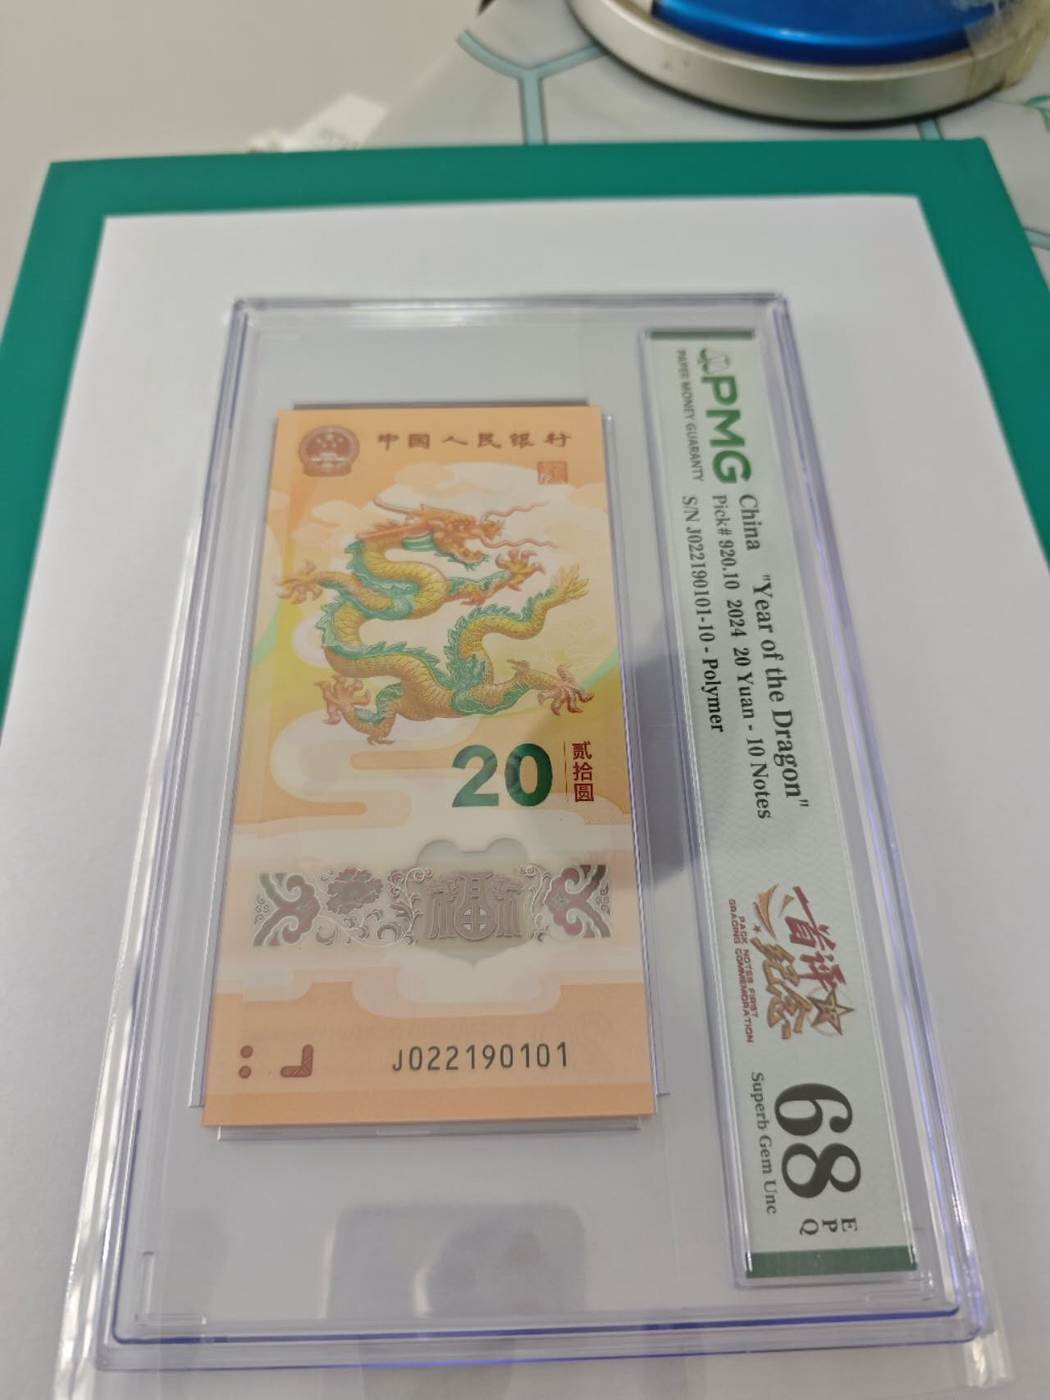 中国人民银行
20
贰拾圆
福
J022190101
PMG
PAPER MONEY GUARANTY
China "Year of the Dragon"
Pick# 920.10 2024 20 Yuan - 10 Notes
S/N J022190101-10 - Polymer
首评
纪念
PACK NOTES FIRST
GRADING COMMEMORATION
68
EPQ
Superb Gem Unc